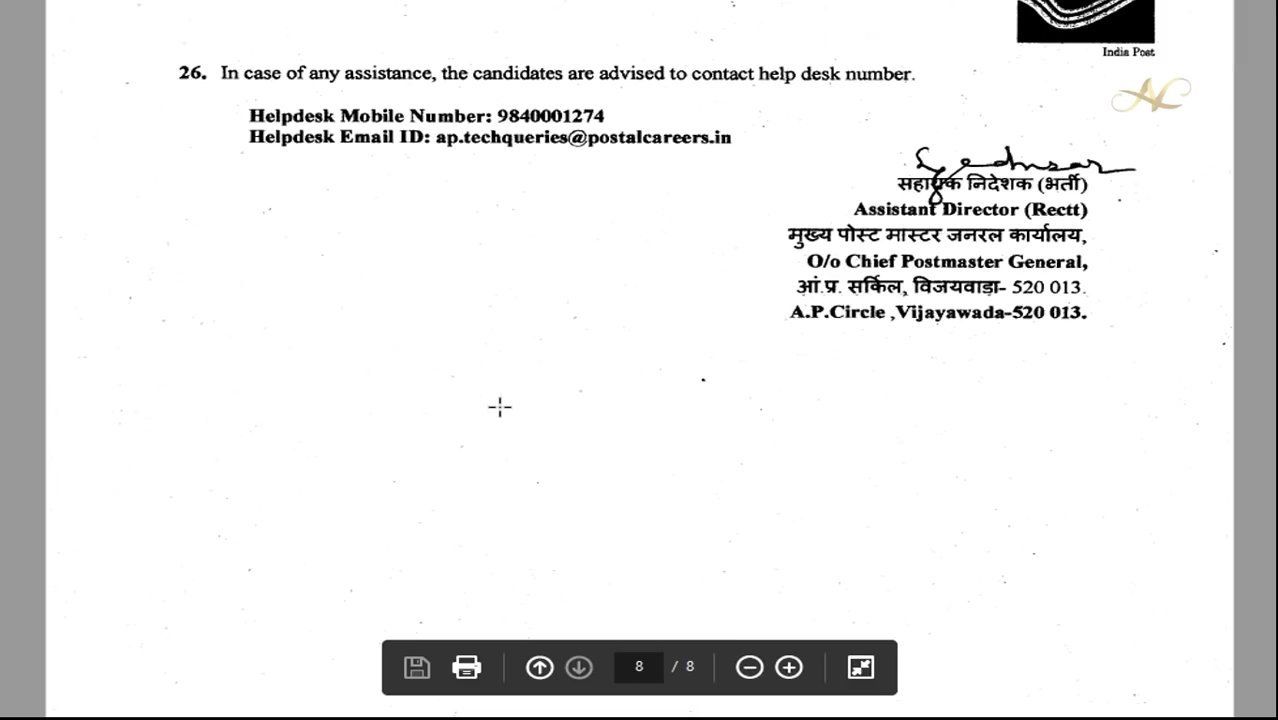 India Post
26. In case of any assistance, the candidates are advised to contact help desk number.
Helpdesk Mobile Number: 9840001274
Helpdesk Email ID: ap.techqueries@postalcareers.in
सहायक निदेशक (भर्ती)
Assistant Director (Rectt)
मुख्य पोस्ट मास्टर जनरल कार्यालय,
O/o Chief Postmaster General,
आं.प्र. सर्किल, विजयवाड़ा- 520 013.
A.P.Circle ,Vijayawada-520 013.
8 / 8